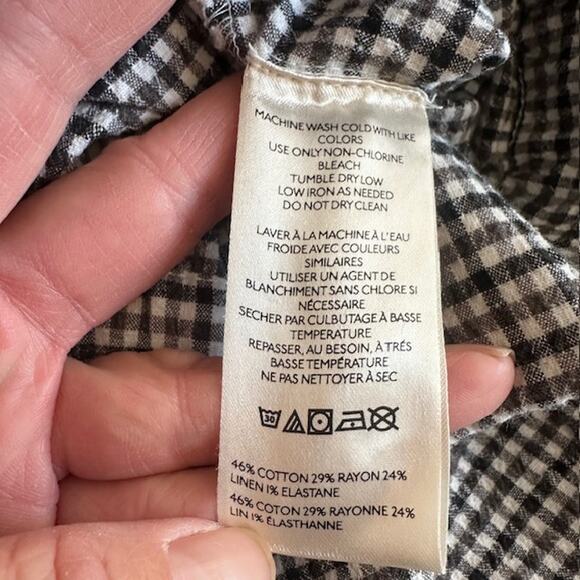 MACHINE WASH COLD WITH LIKE
COLORS
USE ONLY NON-CHLORINE
BLEACH
TUMBLE DRY LOW
LOW IRON AS NEEDED
DO NOT DRY CLEAN
LAVER À LA MACHINE À L'EAU
FROIDE AVEC COULEURS
SIMILAIRES
UTILISER UN AGENT DE
BLANCHIMENT SANS CHLORE SI
NÉCESSAIRE
SECHER PAR CULBUTAGE À BASSE
TEMPERATURE
REPASSER, AU BESOIN, À TRÉS
BASSE TEMPÉRATURE
NE PAS NETTOYER À SEC
30
46% COTTON 29% RAYON 24%
LINEN 1% ELASTANE
46% COTON 29% RAYONNE 24%
LIN 1% ÉLASTHANNE